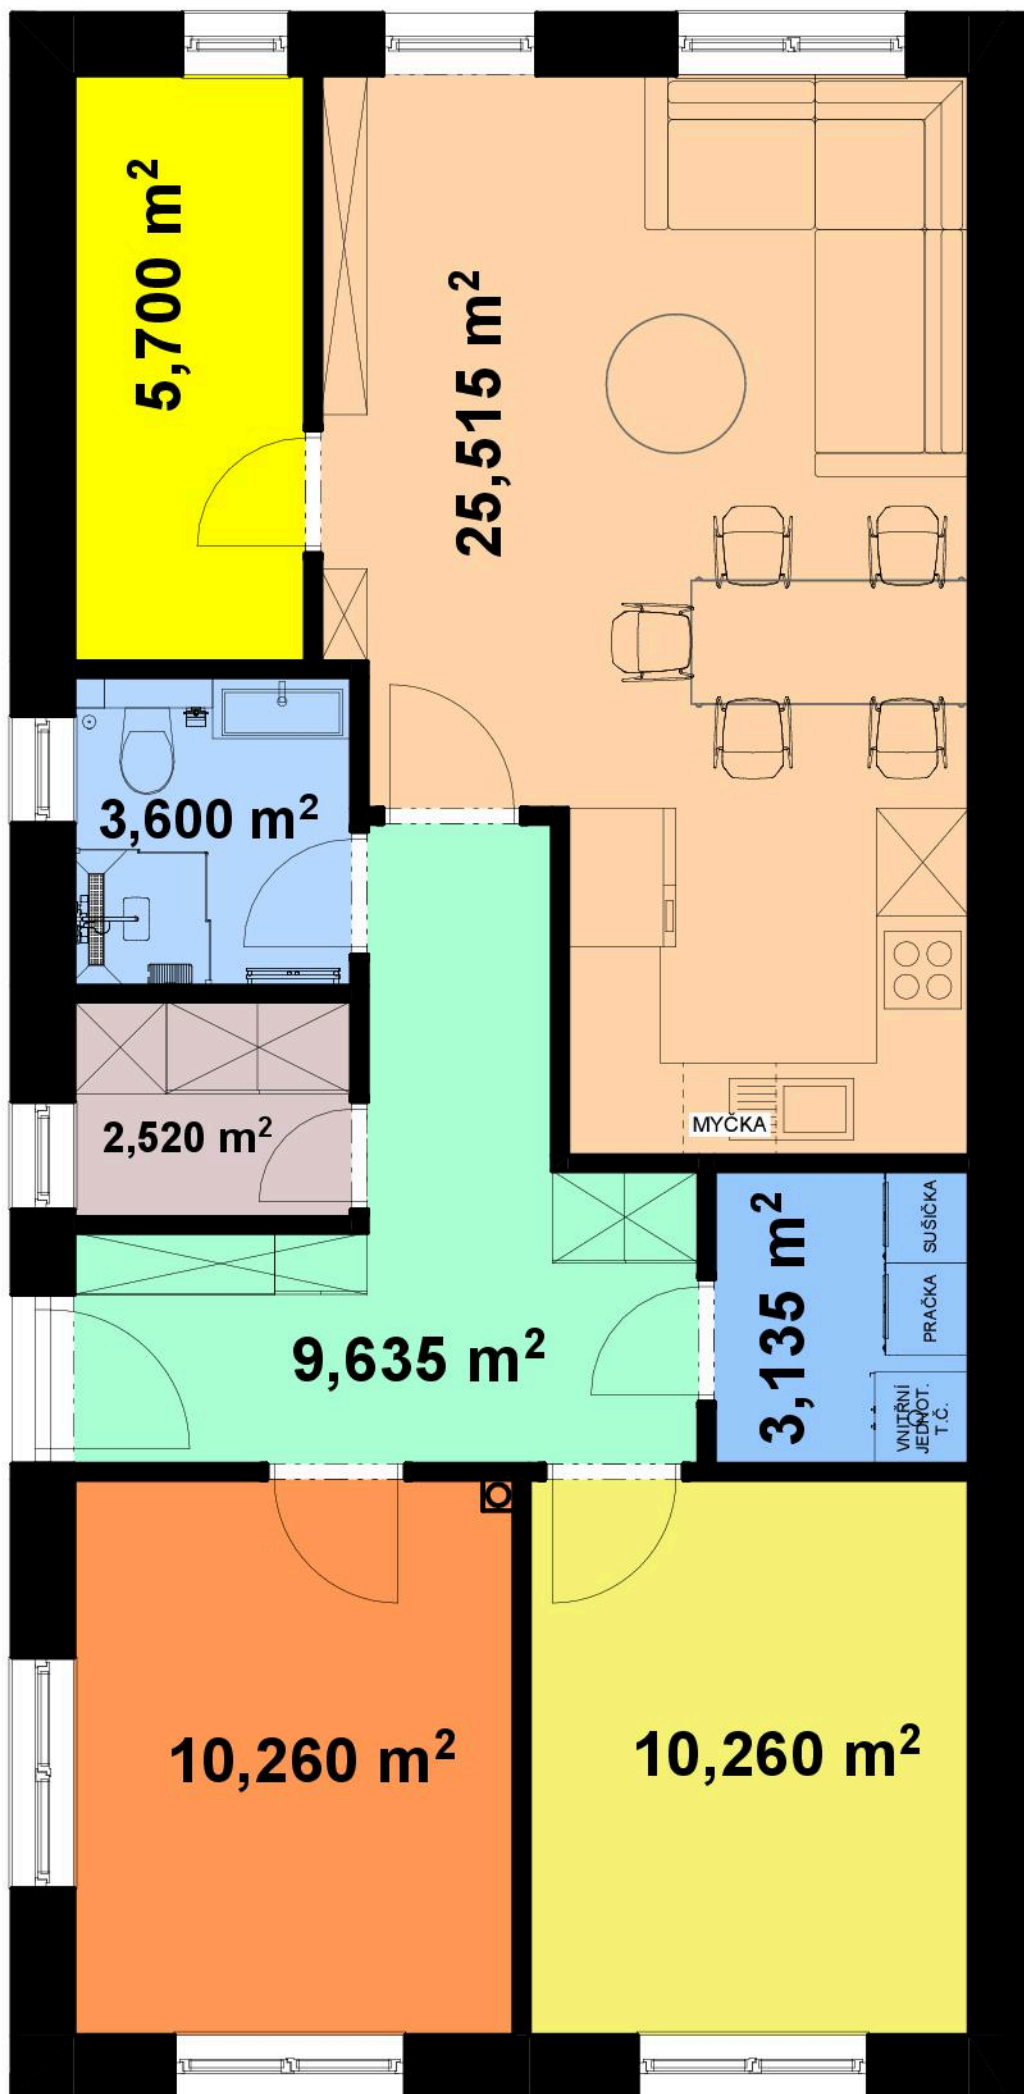 5,700 m²
25,515 m²
3,600 m²
2,520 m²
MYČKA
9,635 m²
3,135 m²
SUŠIČKA
PRAČKA
VNITŘNÍ
JEDNOT.
T.Č.
10,260 m²
10,260 m²